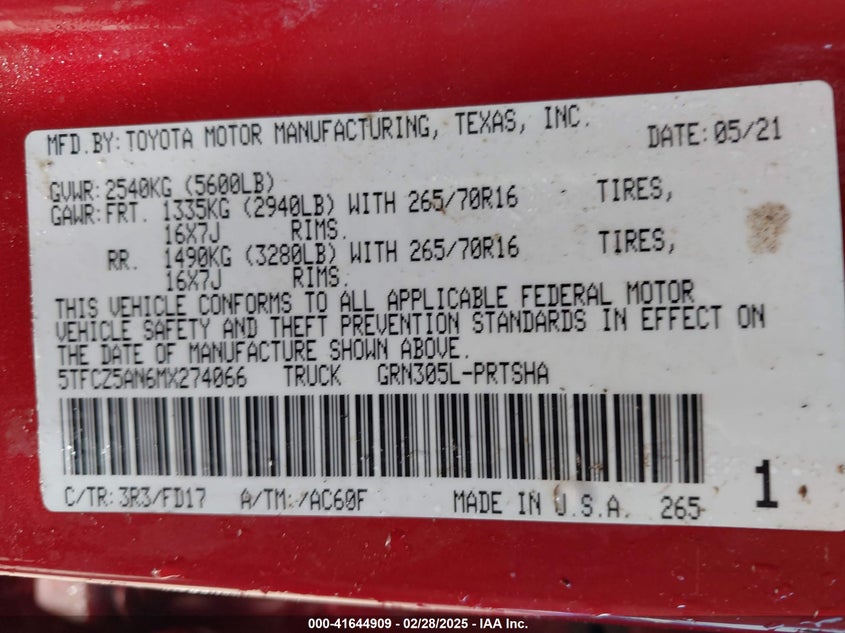 MFD.BY:TOYOTA MOTOR MANUFACTURING, TEXAS, INC. DATE:05/21
GVWR:2540KG (5600LB)
GAWR:FRT. 1335KG (2940LB) WITH 265/70R16 TIRES,
16X7J RIMS.
RR. 1490KG (3280LB) WITH 265/70R16 TIRES,
16X7J RIMS.
THIS VEHICLE CONFORMS TO ALL APPLICABLE FEDERAL MOTOR
VEHICLE SAFETY AND THEFT PREVENTION STANDARDS IN EFFECT ON
THE DATE OF MANUFACTURE SHOWN ABOVE.
5TFCZ5AN6MX274066 TRUCK GRN305L-PRTSHA
C/TR:3R3/FD17 A/TM:/AC60F MADE IN U.S.A. 265 1
000-41644909 / 02/28/2025 - PRAA Inc.